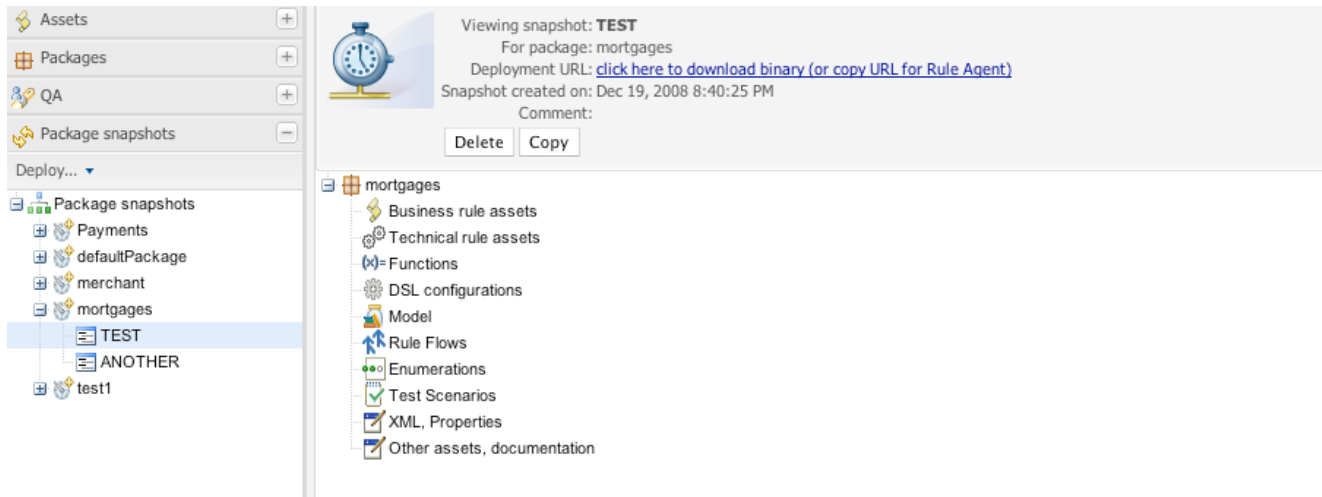 Assets
Packages
QA
Package snapshots
Deploy...
Package snapshots
Payments
defaultPackage
merchant
mortgages
TEST
ANOTHER
test1
Viewing snapshot: TEST
For package: mortgages
Deployment URL: click here to download binary (or copy URL for Rule Agent)
Snapshot created on: Dec 19, 2008 8:40:25 PM
Comment:
Delete Copy
mortgages
Business rule assets
Technical rule assets
(x)= Functions
DSL configurations
Model
Rule Flows
Enumerations
Test Scenarios
XML, Properties
Other assets, documentation